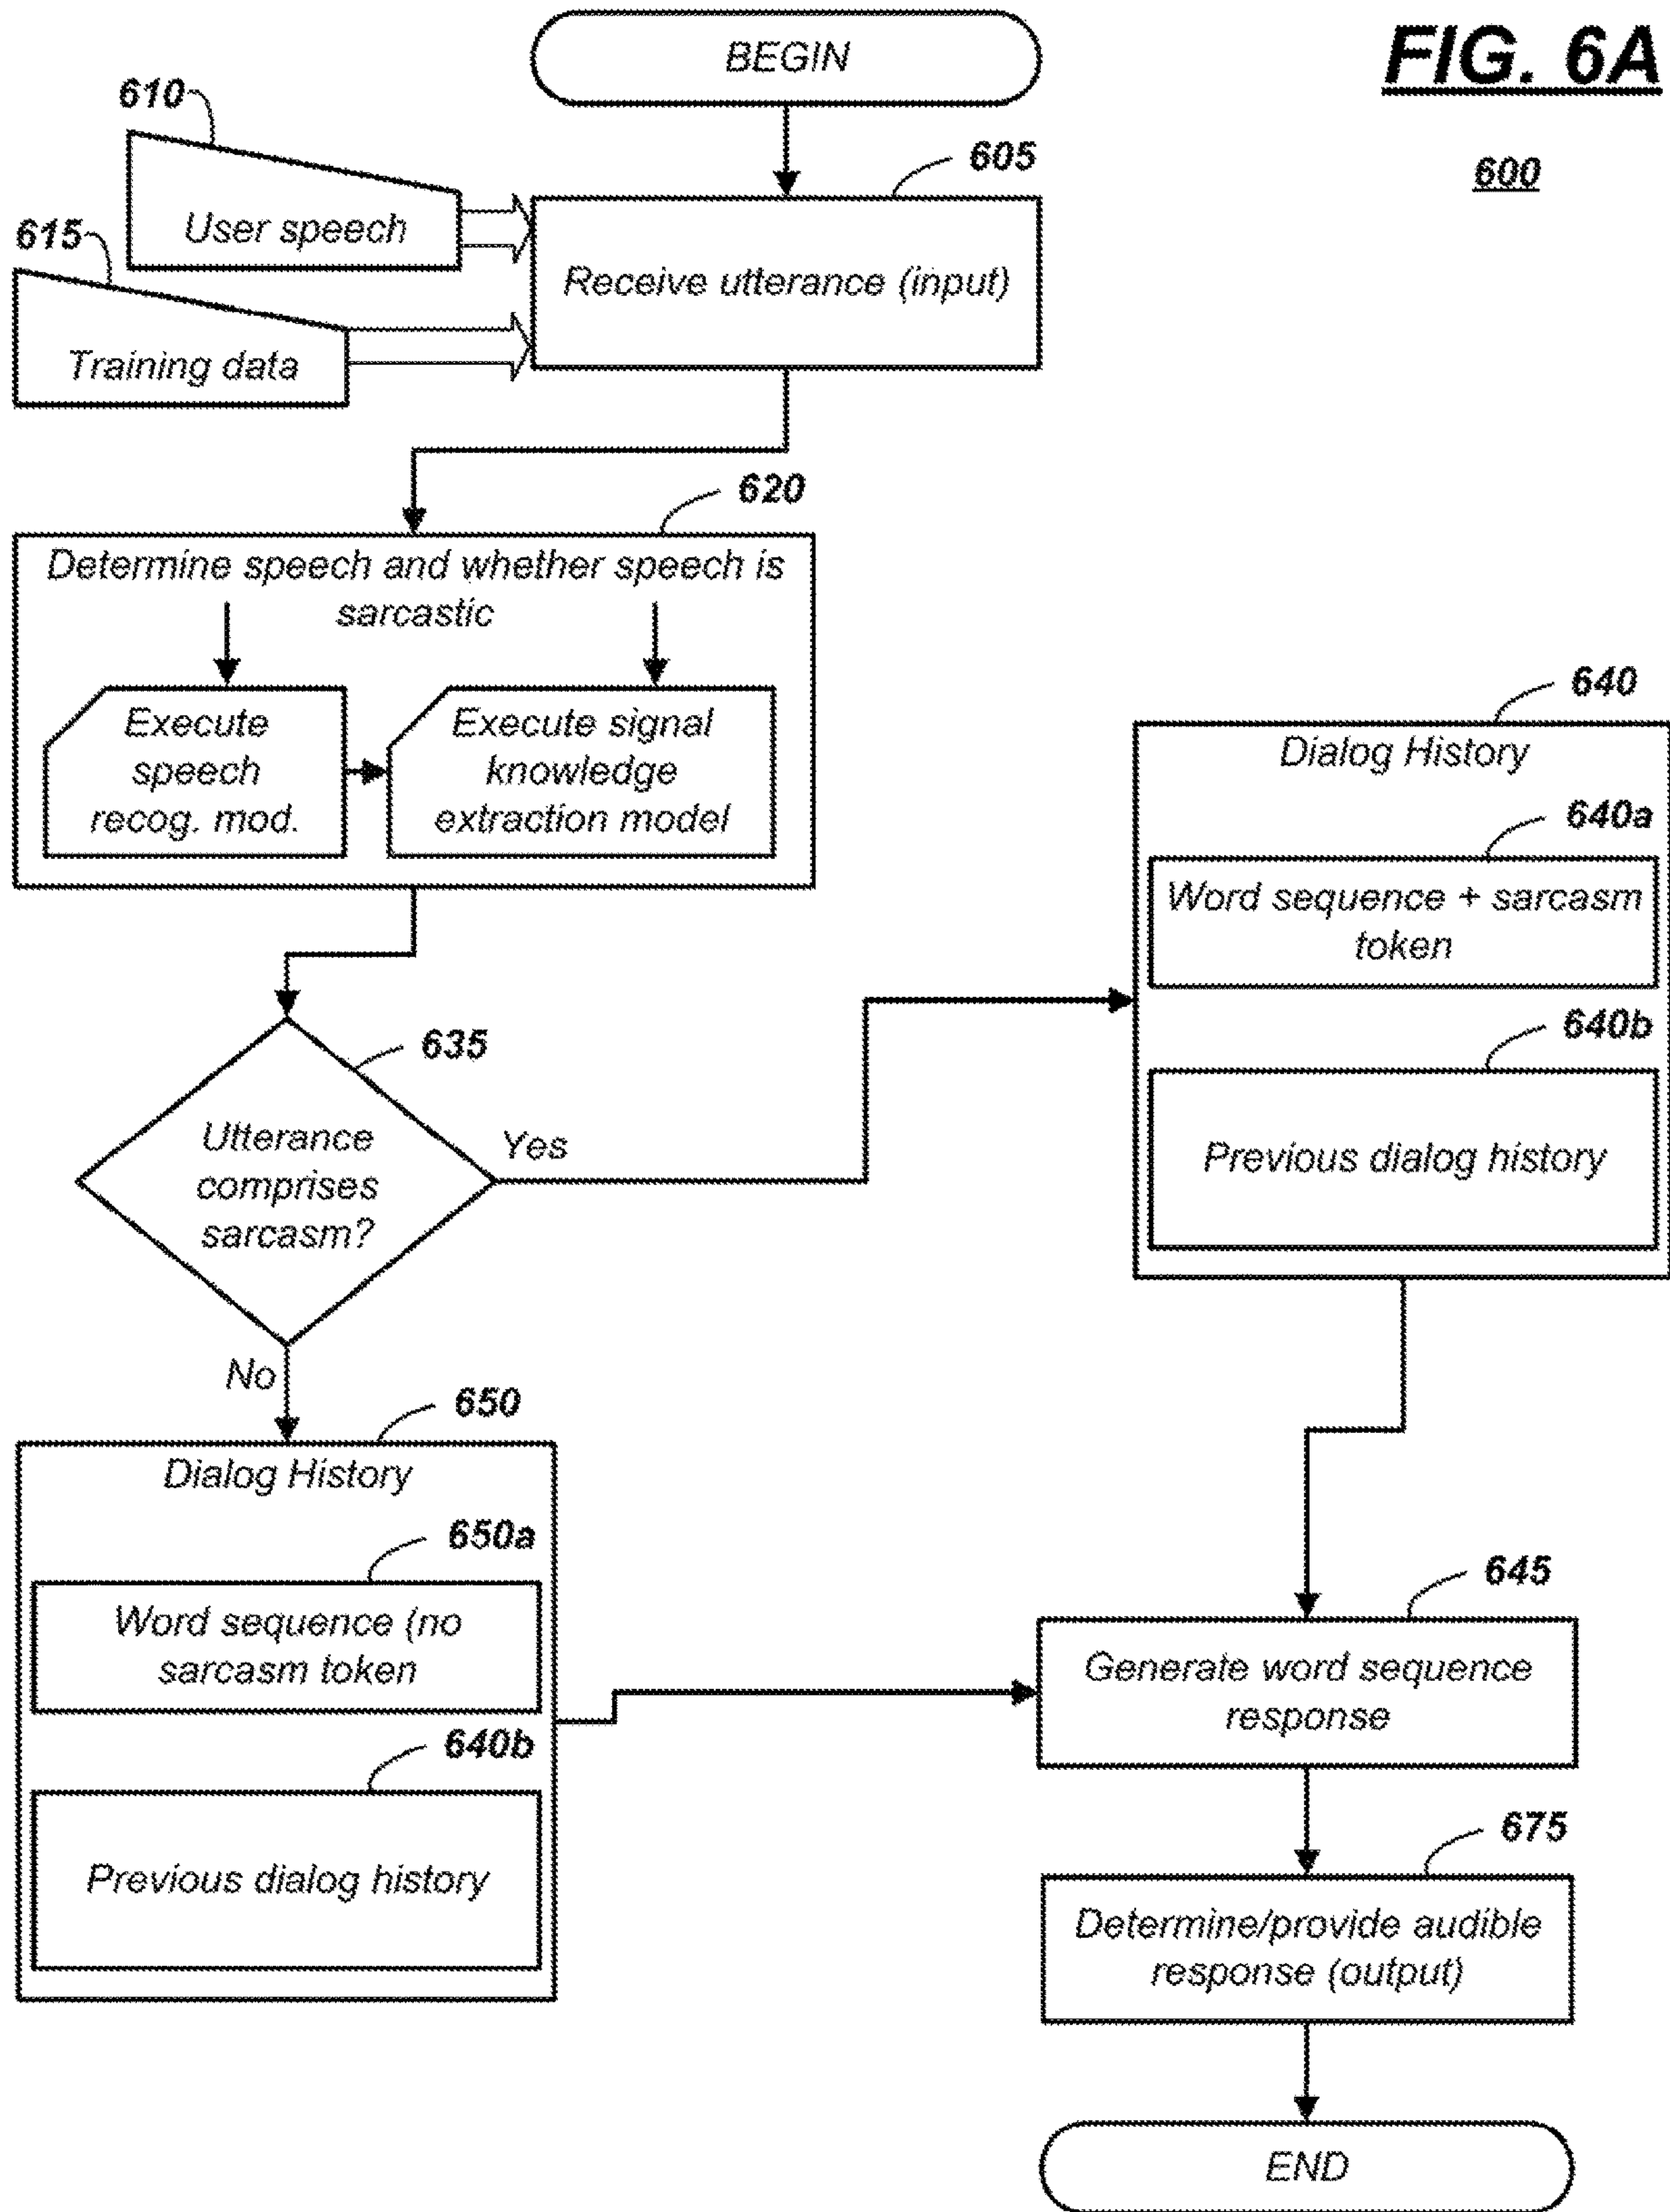 FIG. 6A
600
BEGIN
610
605
User speech
615
Receive utterance (input)
Training data
620
Determine speech and whether speech is
sarcastic
Execute
speech
recog. mod.
Execute signal
knowledge
extraction model
640
Dialog History
640a
Word sequence + sarcasm
token
640b
Previous dialog history
635
Utterance
comprises
sarcasm?
Yes
No
650
Dialog History
650a
Word sequence (no
sarcasm token
640b
Previous dialog history
645
Generate word sequence
response
675
Determine/provide audible
response (output)
END